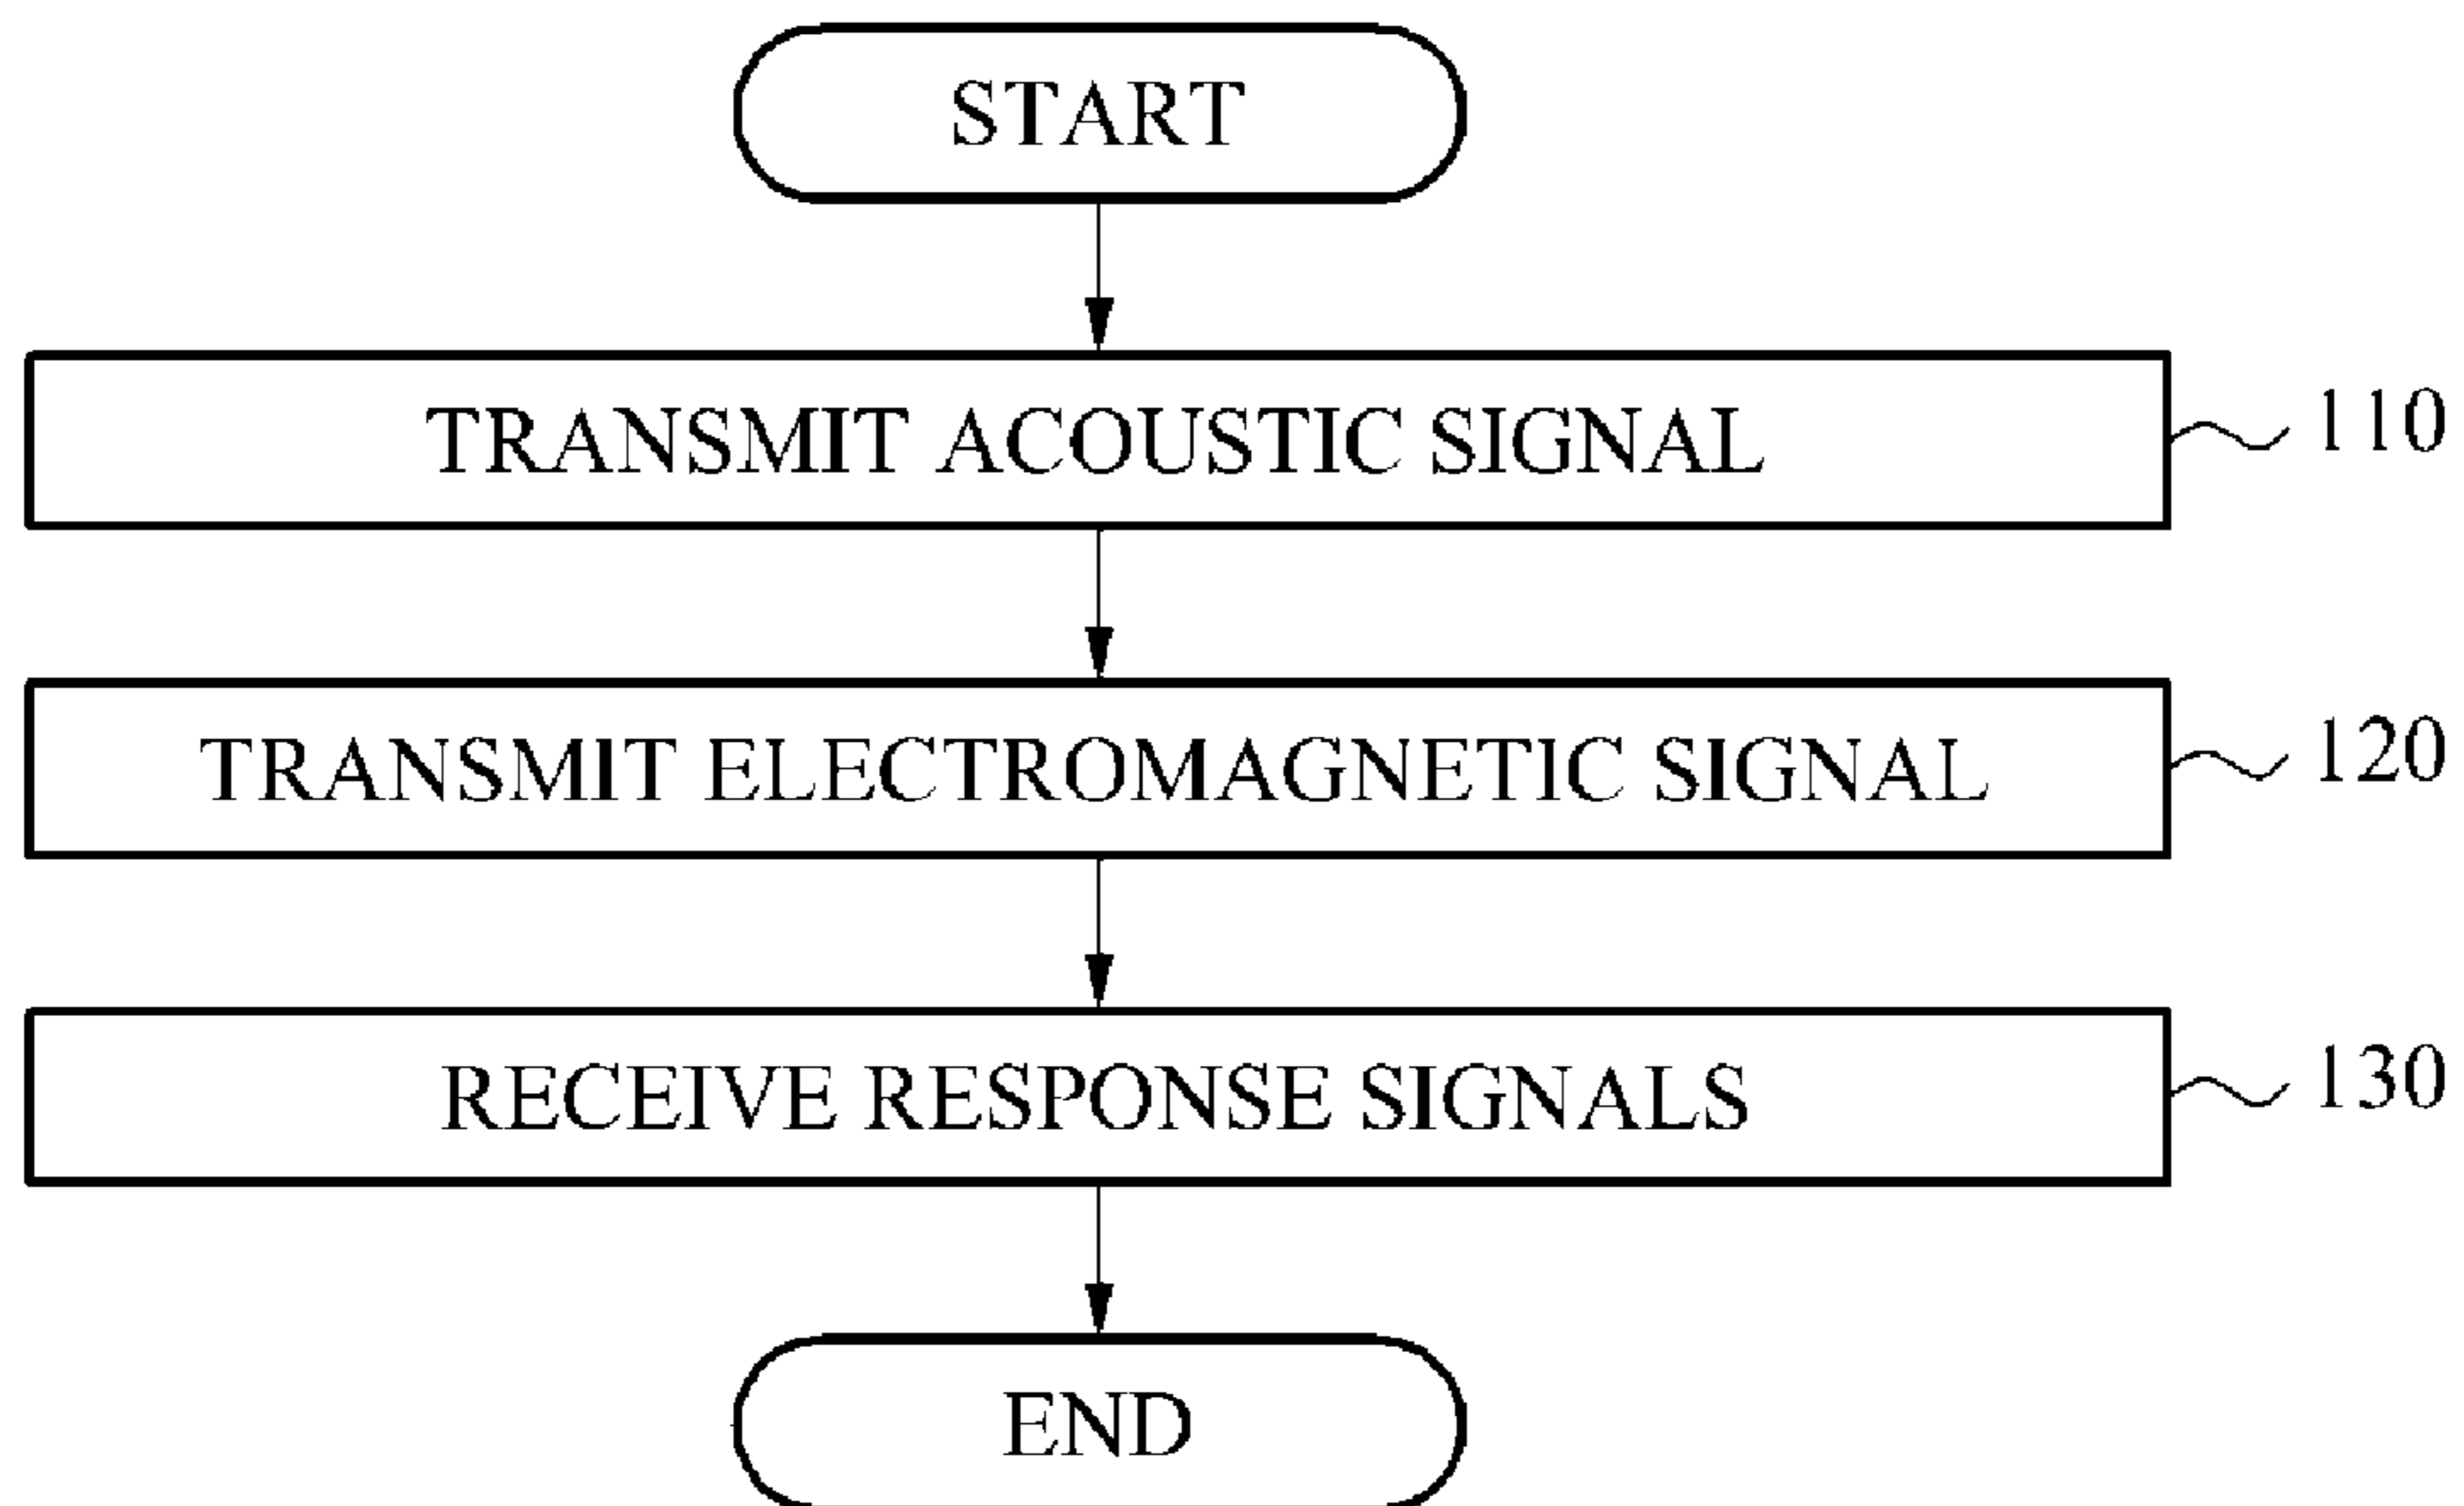 START
TRANSMIT ACOUSTIC SIGNAL
110
TRANSMIT ELECTROMAGNETIC SIGNAL
120
RECEIVE RESPONSE SIGNALS
130
END